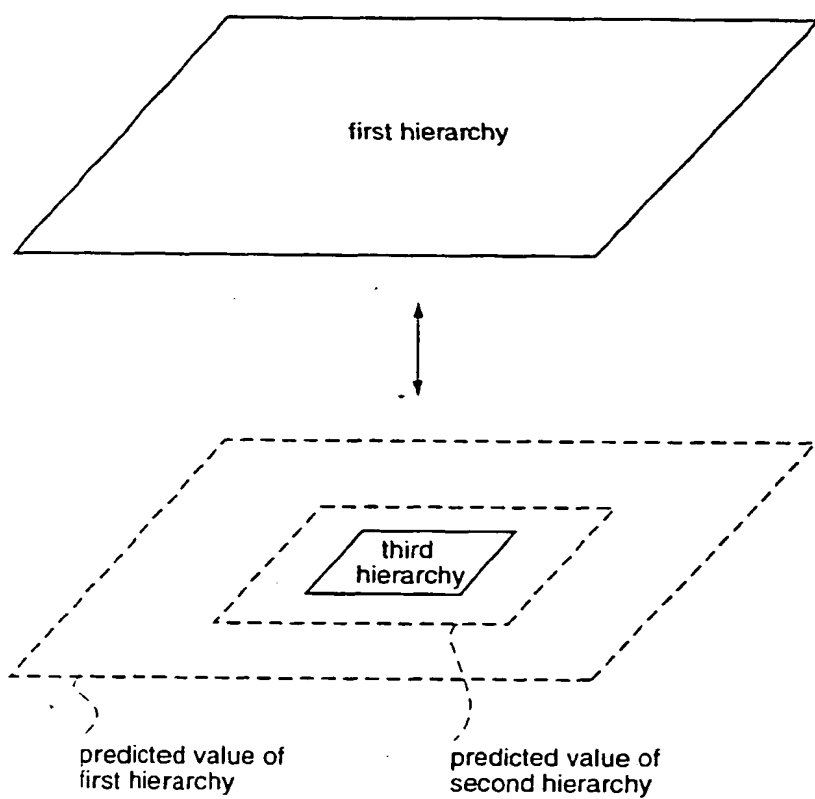 first hierarchy
third
hierarchy
predicted value of
first hierarchy
predicted value of
second hierarchy